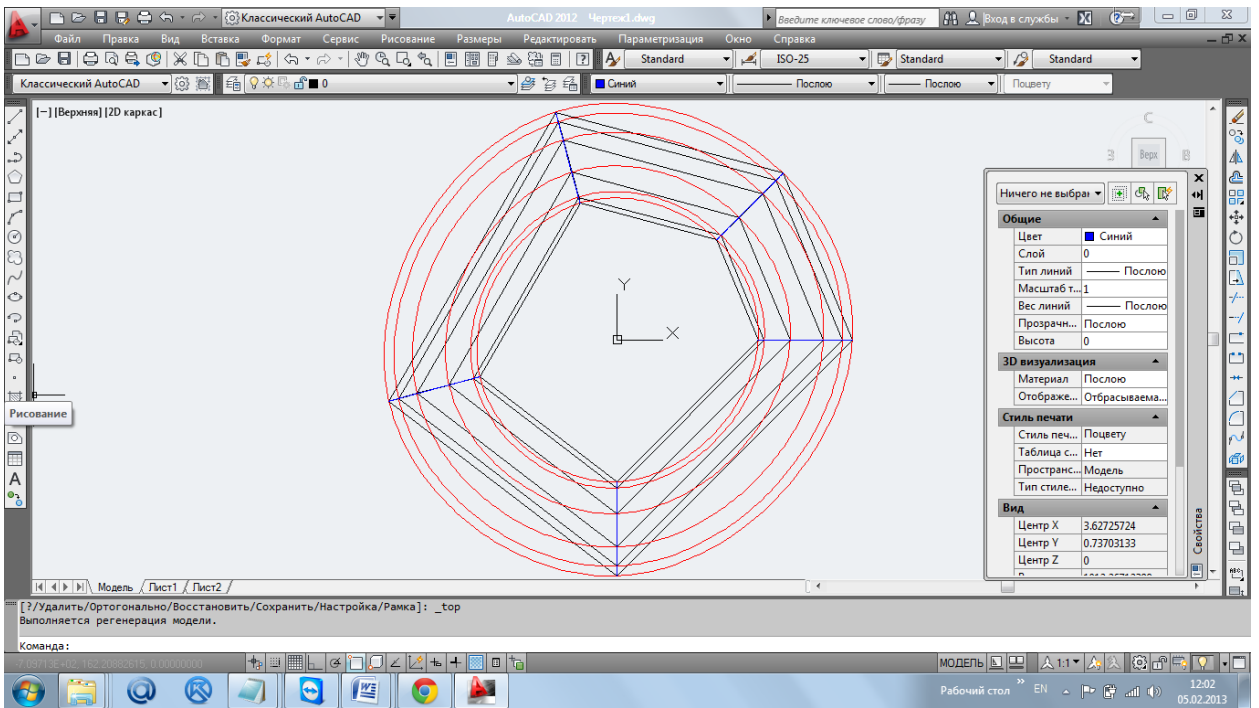 Классический AutoCAD
AutoCAD 2012 Чертеж1.dwg
Введите ключевое слово/фразу
Вход в службы
Файл Правка Вид Вставка Формат Сервис Рисование Размеры Редактировать Параметризация Окно Справка
Standard ISO-25 Standard Standard
Классический AutoCAD 0 Синий Послою Послою Поцвету
[−][Верхняя][2D каркас]
С
З Верх В
Y
X
Рисование
A
Ничего не выбран
Общие
Цвет Синий
Слой 0
Тип линий Послою
Масштаб т... 1
Вес линий Послою
Прозрачн... Послою
Высота 0
3D визуализация
Материал Послою
Отображе... Отбрасываема...
Стиль печати
Стиль печ... Поцвету
Таблица с... Нет
Пространс... Модель
Тип стиле... Недоступно
Вид
Центр X 3.62725724
Центр Y 0.73703133
Центр Z 0
Свойства
Модель Лист1 Лист2
[?/Удалить/Ортогонально/Восстановить/Сохранить/Настройка/Рамка]: _top
Выполняется регенерация модели.
Команда:
МОДЕЛЬ 1:1
Рабочий стол EN 12:02
05.02.2013